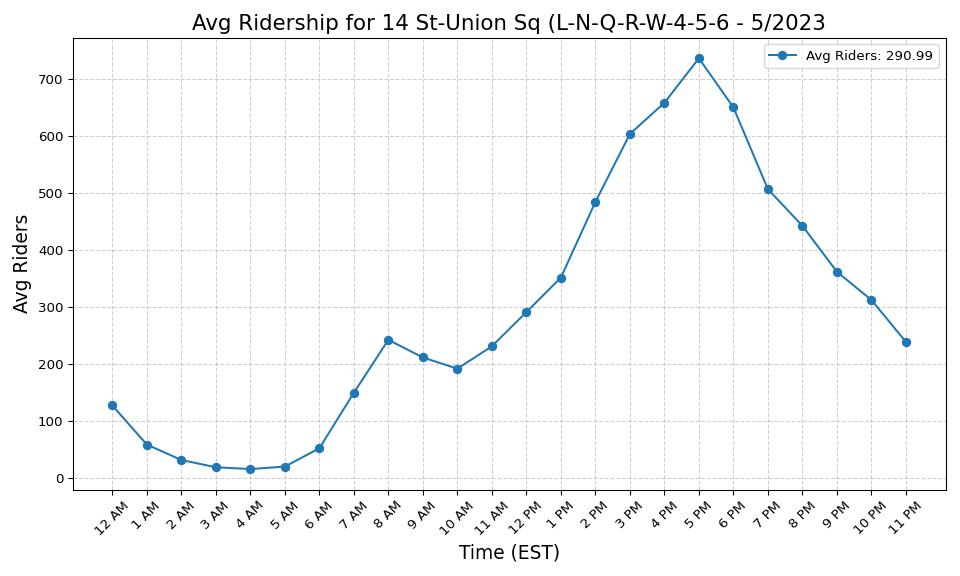 Avg Ridership for 14 St-Union Sq (L-N-Q-R-W-4-5-6 - 5/2023
Avg Riders: 290.99
Avg Riders
700
600
500
400
300
200
100
0
12 AM 1 AM 2 AM 3 AM 4 AM 5 AM 6 AM 7 AM 8 AM 9 AM 10 AM 11 AM 12 PM 1 PM 2 PM 3 PM 4 PM 5 PM 6 PM 7 PM 8 PM 9 PM 10 PM 11 PM
Time (EST)